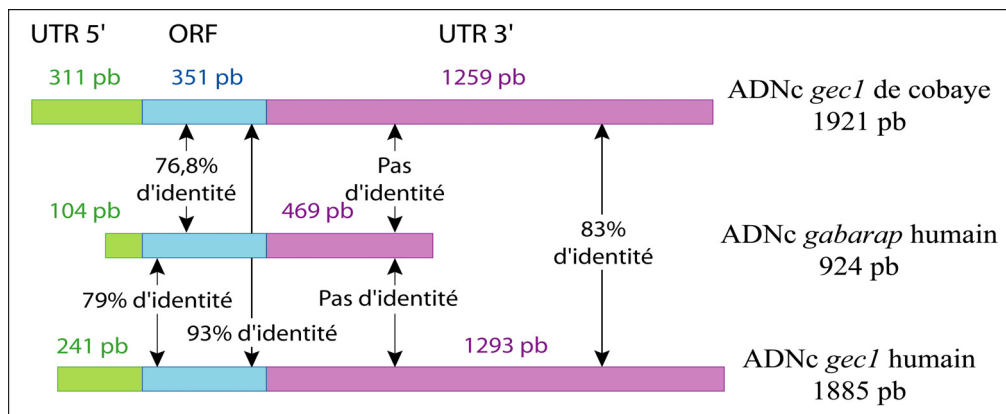 UTR 5' ORF UTR 3'
311 pb 351 pb 1259 pb
ADNc gec1 de cobaye
1921 pb
76,8%
d'identité
Pas
d'identité
104 pb 469 pb
83%
d'identité
ADNc gabarap humain
924 pb
79% d'identité
93% d'identité
Pas d'identité
241 pb 1293 pb
ADNc gec1 humain
1885 pb